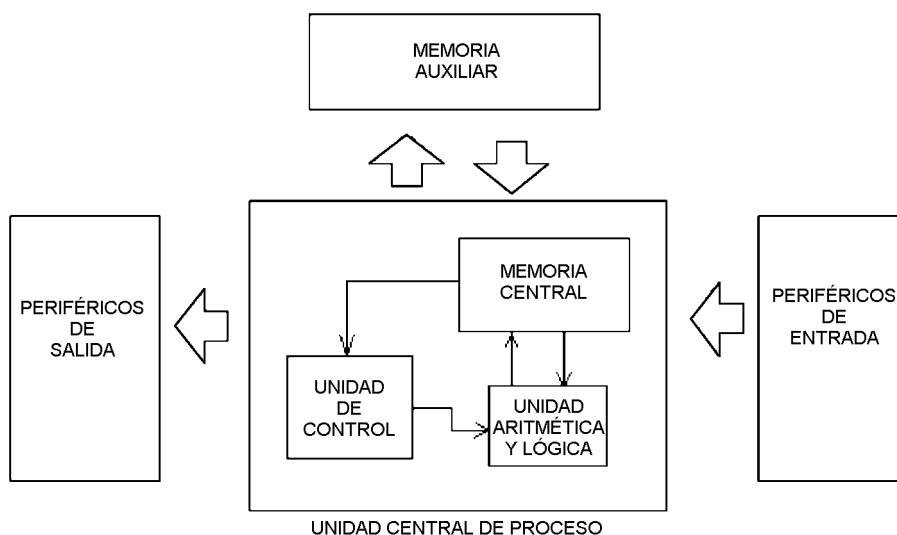 MEMORIA
AUXILIAR
PERIFÉRICOS
DE
SALIDA
MEMORIA
CENTRAL
UNIDAD
DE
CONTROL
UNIDAD
ARITMÉTICA
Y LÓGICA
PERIFÉRICOS
DE
ENTRADA
UNIDAD CENTRAL DE PROCESO